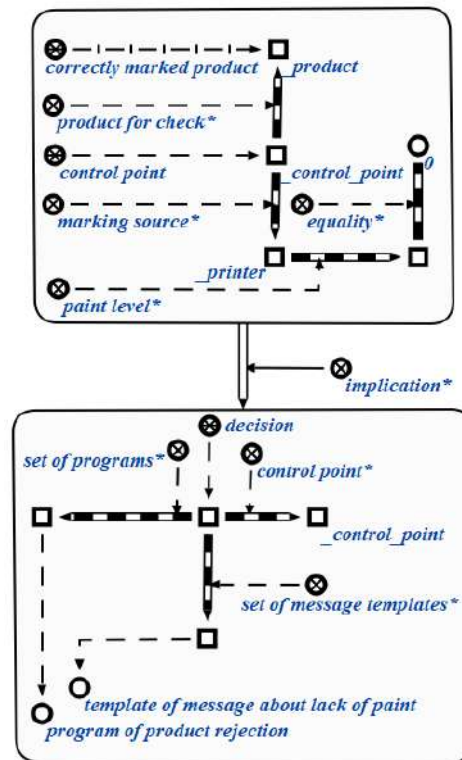 correctly marked product
_product
product for check*
control point
_control_point
0
marking source*
equality*
_printer
paint level*
implication*
decision
set of programs*
control point*
_control_point
set of message templates*
template of message about lack of paint
program of product rejection